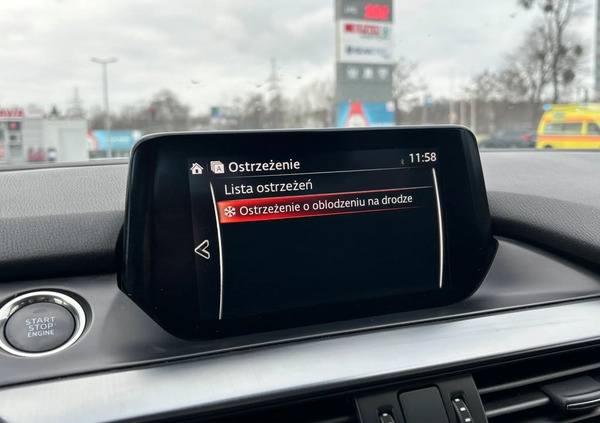 Ostrzeżenie
11:58
Lista ostrzeżeń
Ostrzeżenie o oblodzeniu na drodze
START
STOP
ENGINE